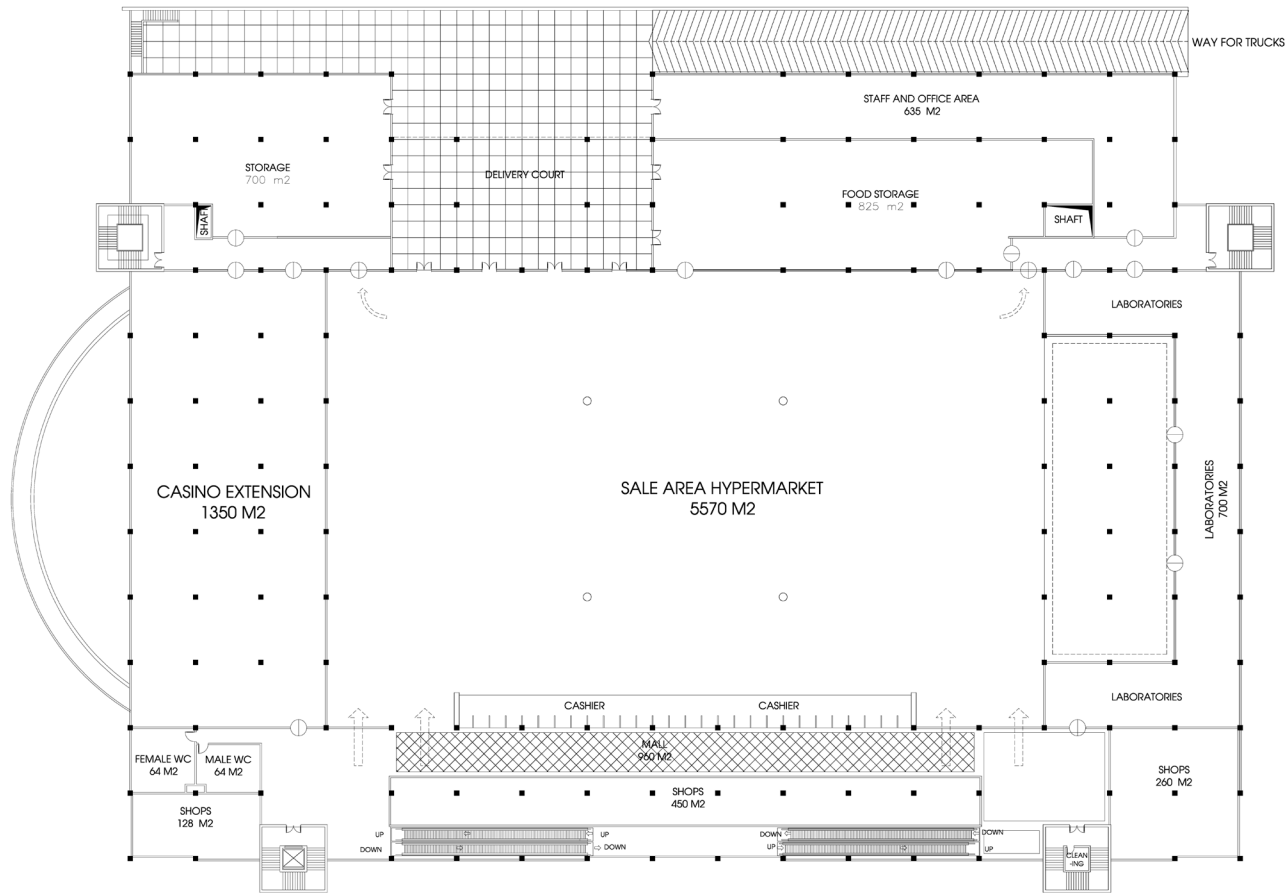 WAY FOR TRUCKS
STAFF AND OFFICE AREA
635 M2
STORAGE
700 m2
DELIVERY COURT
FOOD STORAGE
825 m2
SHAFT
SHAFT
LABORATORIES
CASINO EXTENSION
1350 M2
SALE AREA HYPERMARKET
5570 M2
LABORATORIES
700 M2
LABORATORIES
CASHIER
CASHIER
MALL
960 M2
FEMALE WC
64 M2
MALE WC
64 M2
SHOPS
260 M2
SHOPS
450 M2
SHOPS
128 M2
UP
UP
DOWN
DOWN
DOWN
DOWN
UP
UP
CLEAN
-ING